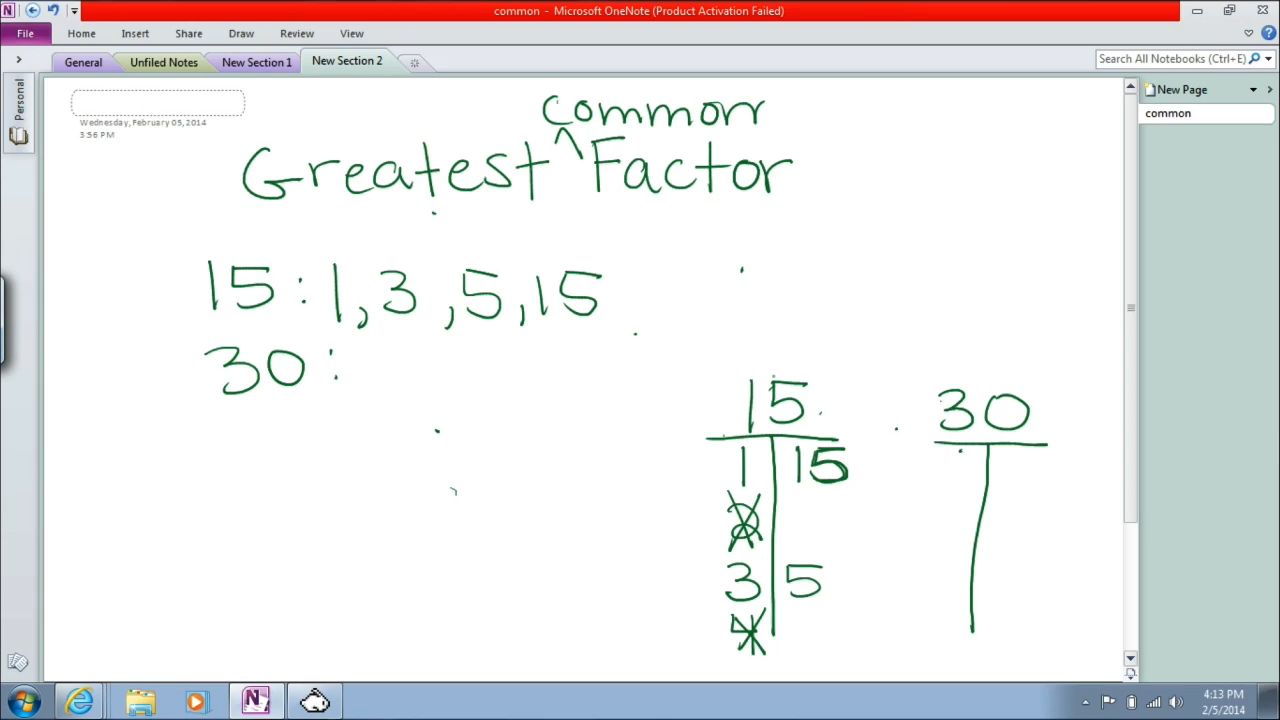 common - Microsoft OneNote (Product Activation Failed)
File Home Insert Share Draw Review View
General Unfiled Notes New Section 1 New Section 2
Search All Notebooks (Ctrl+E)
Personal
New Page
common
Wednesday, February 05, 2014
3:56 PM
common
Greatest ^ Factor
15 : 1, 3, 5, 15
30 :
15 30
1 15
2
3 5
4
4:13 PM
2/5/2014